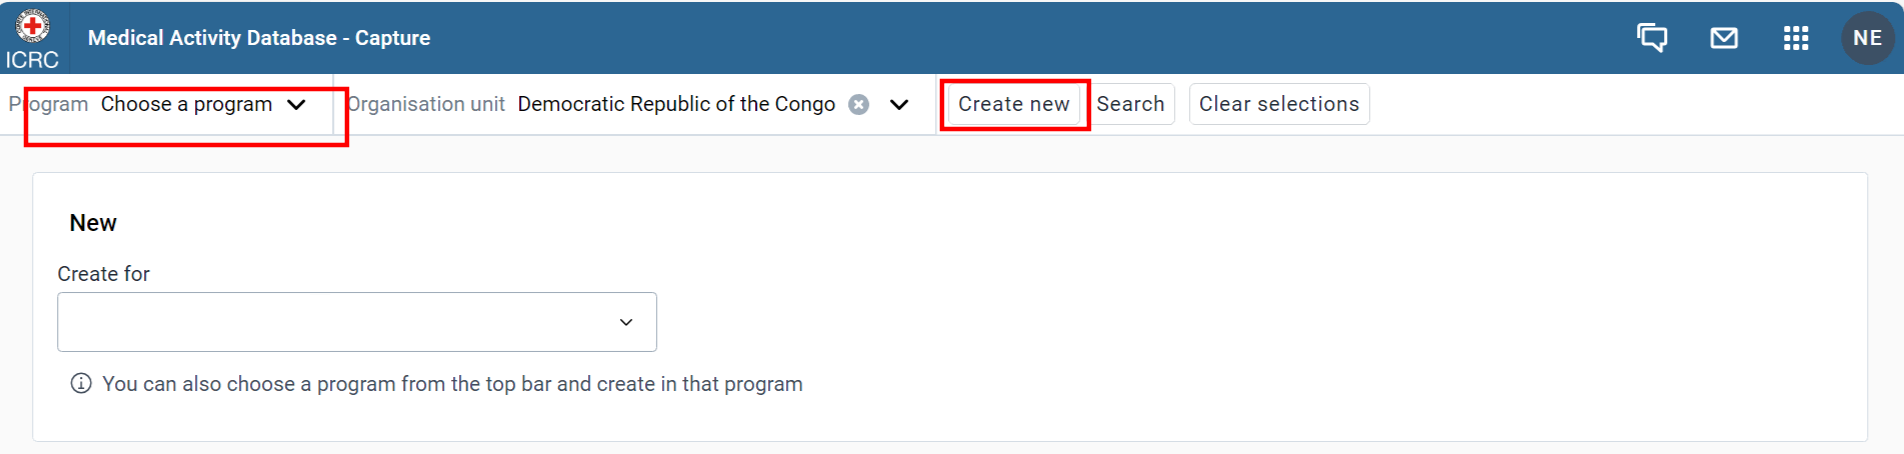 ICRC
Medical Activity Database - Capture
NE
Program Choose a program
Organisation unit Democratic Republic of the Congo
Create new
Search
Clear selections
New
Create for
You can also choose a program from the top bar and create in that program